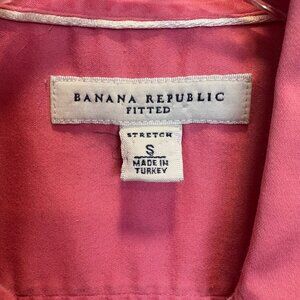 BANANA REPUBLIC
FITTED
STRETCH
S
MADE IN
TURKEY